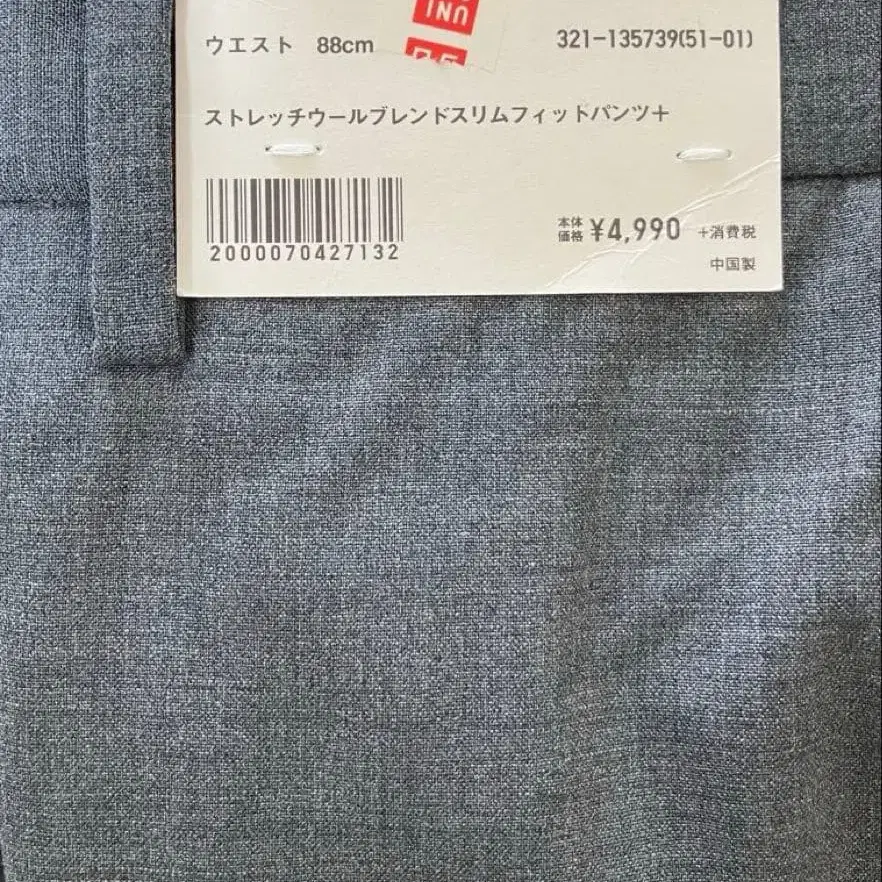 UNI
ウエスト 88cm
321-135739(51-01)
ストレッチウールブレンドスリムフィットパンツ+
2000070427132
本体価格 ¥4,990 +消費税
中国製